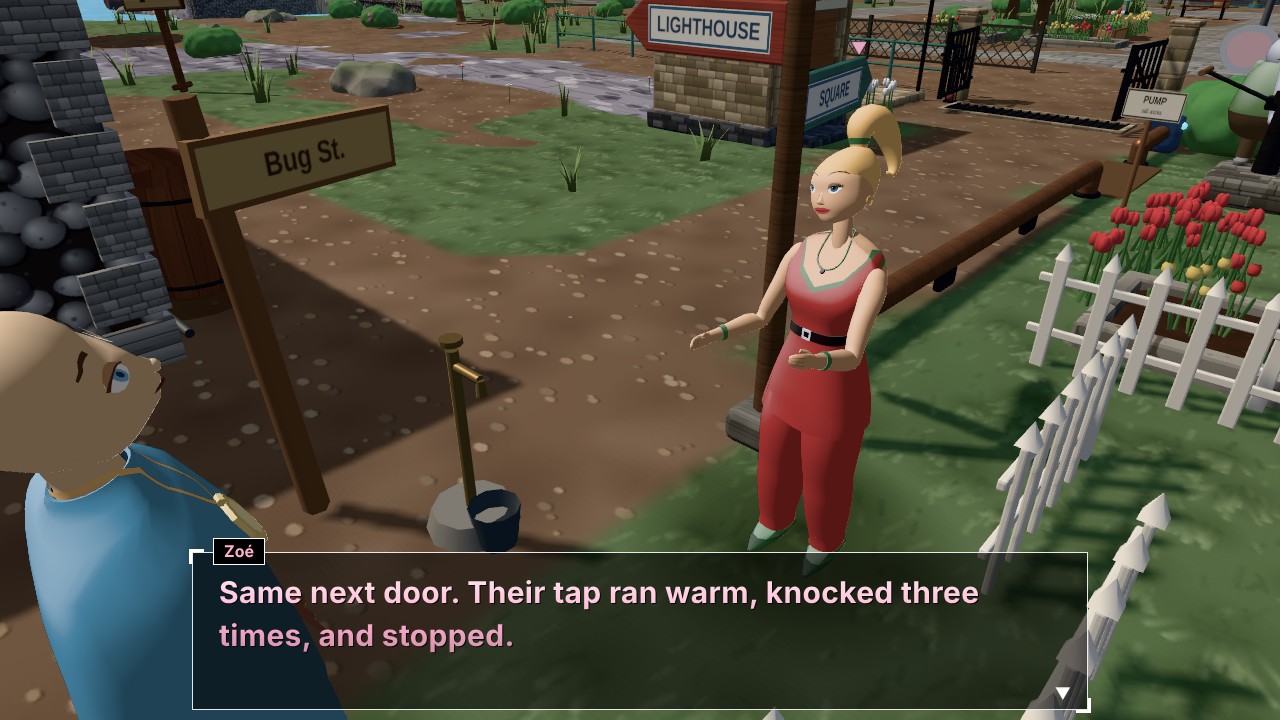 LIGHTHOUSE
SQUARE
PUMP
Bug St.
Zoé
Same next door. Their tap ran warm, knocked three
times, and stopped.